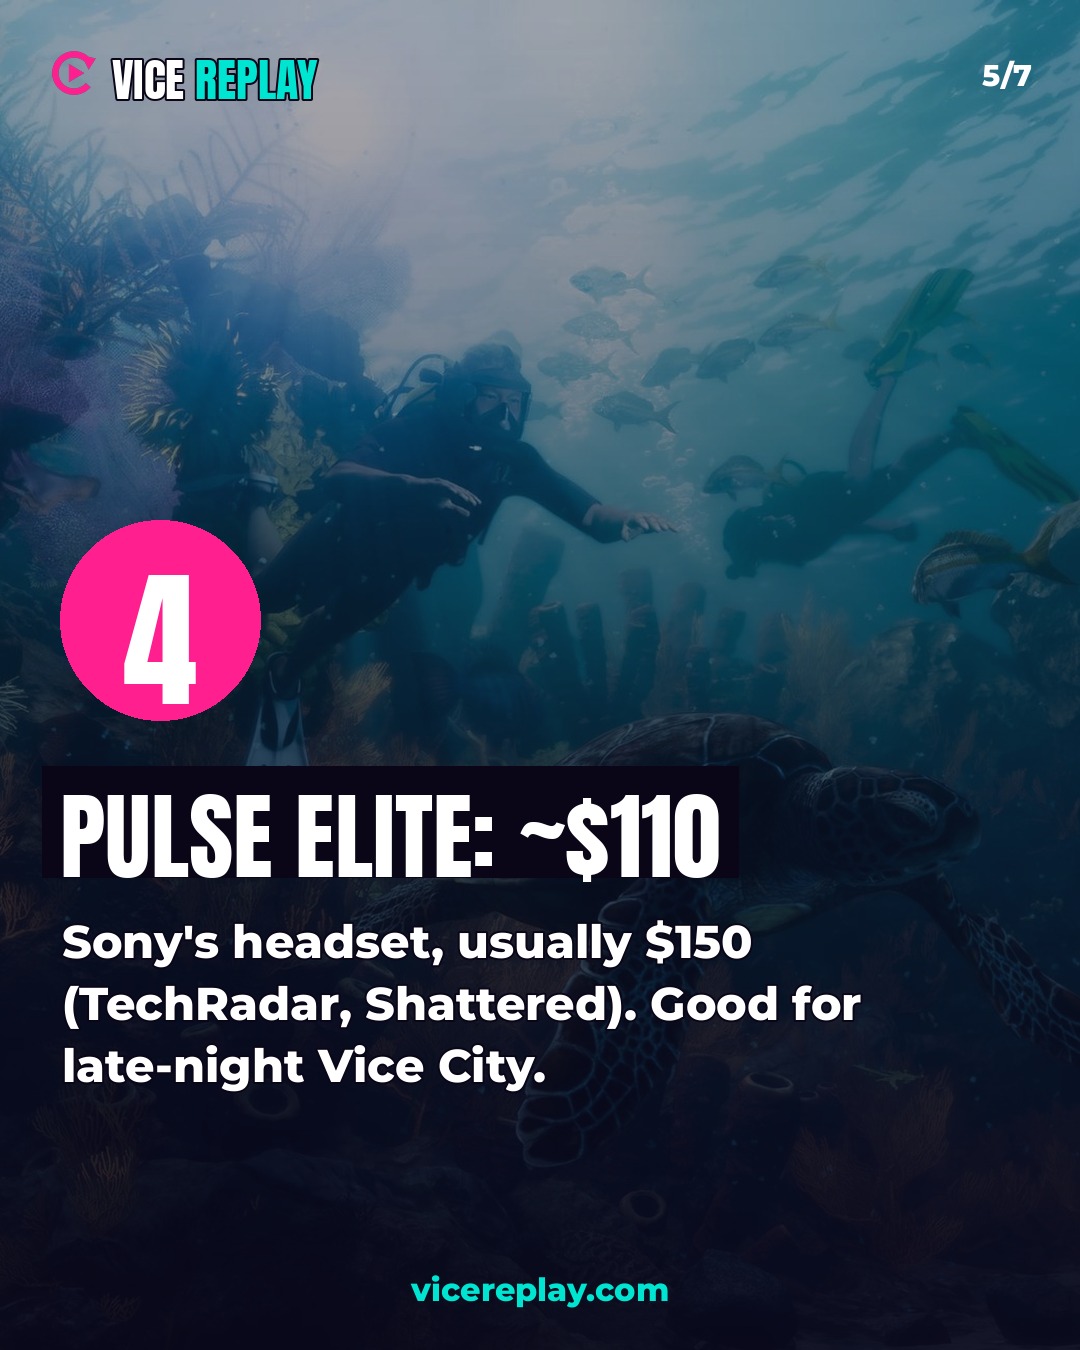 VICE REPLAY
5/7
4
PULSE ELITE: ~$110
Sony's headset, usually $150
(TechRadar, Shattered). Good for
late-night Vice City.
vicereplay.com